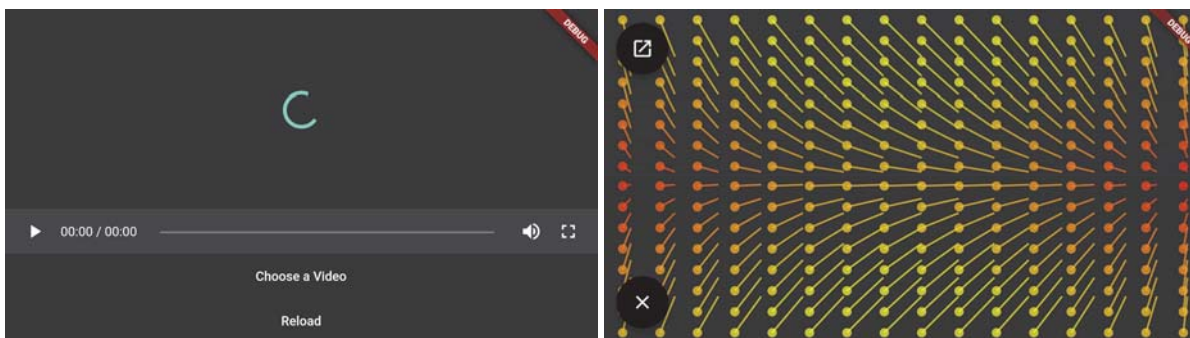 DEBUG
00:00 / 00:00
Choose a Video
Reload
DEBUG